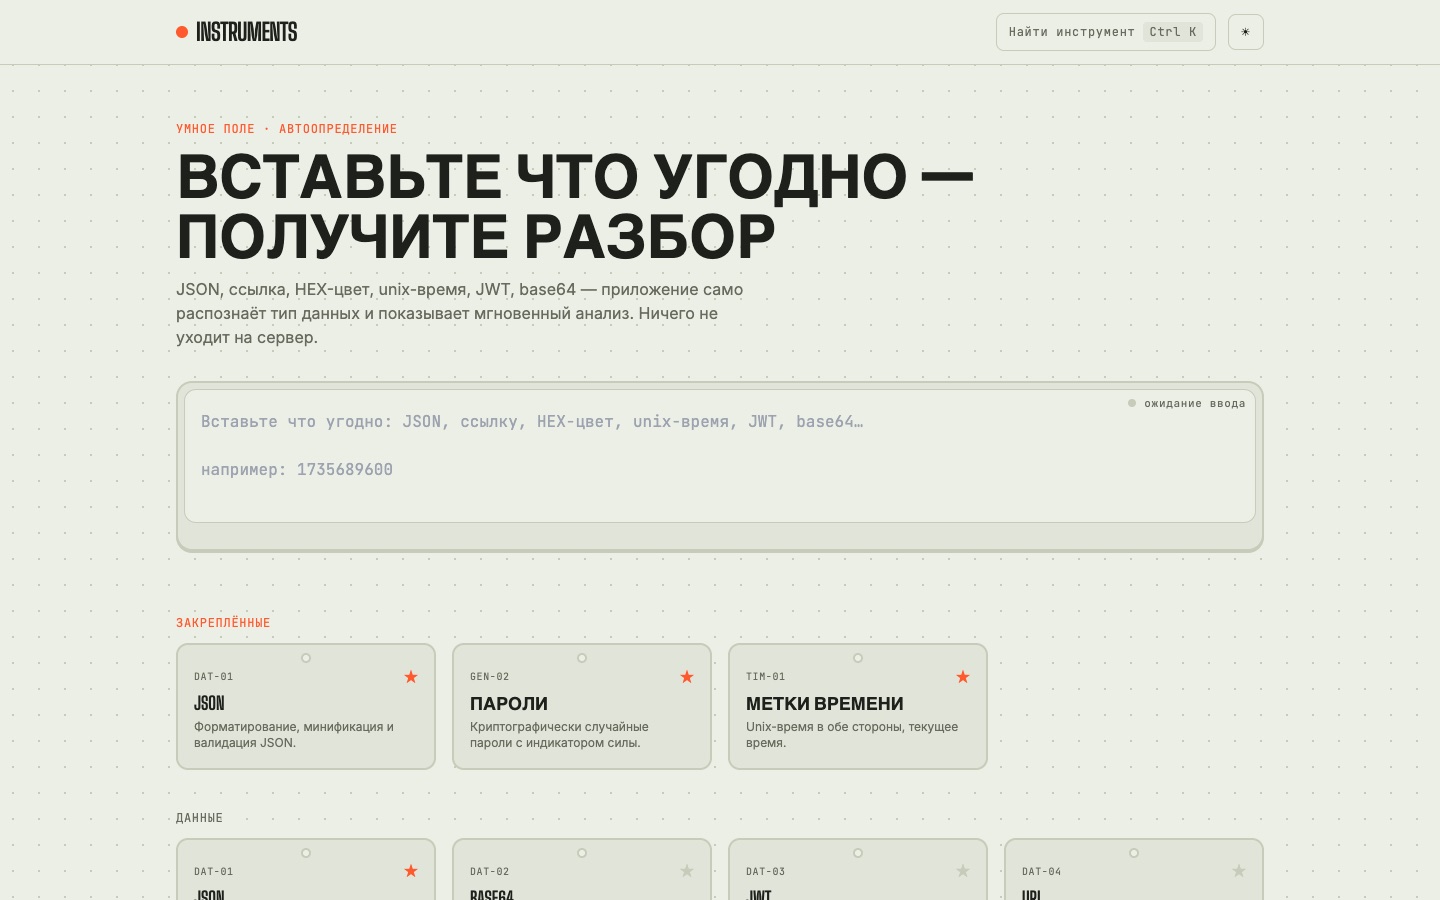 INSTRUMENTS
Найти инструмент Ctrl K
УМНОЕ ПОЛЕ · АВТООПРЕДЕЛЕНИЕ
ВСТАВЬТЕ ЧТО УГОДНО —
ПОЛУЧИТЕ РАЗБОР
JSON, ссылка, HEX-цвет, unix-время, JWT, base64 — приложение само
распознаёт тип данных и показывает мгновенный анализ. Ничего не
уходит на сервер.
ожидание ввода
Вставьте что угодно: JSON, ссылку, HEX-цвет, unix-время, JWT, base64…
например: 1735689600
ЗАКРЕПЛЁННЫЕ
DAT-01
JSON
Форматирование, минификация и
валидация JSON.
GEN-02
ПАРОЛИ
Криптографически случайные
пароли с индикатором силы.
TIM-01
МЕТКИ ВРЕМЕНИ
Unix-время в обе стороны, текущее
время.
ДАННЫЕ
DAT-01
JSON
DAT-02
BASE64
DAT-03
JWT
DAT-04
URL